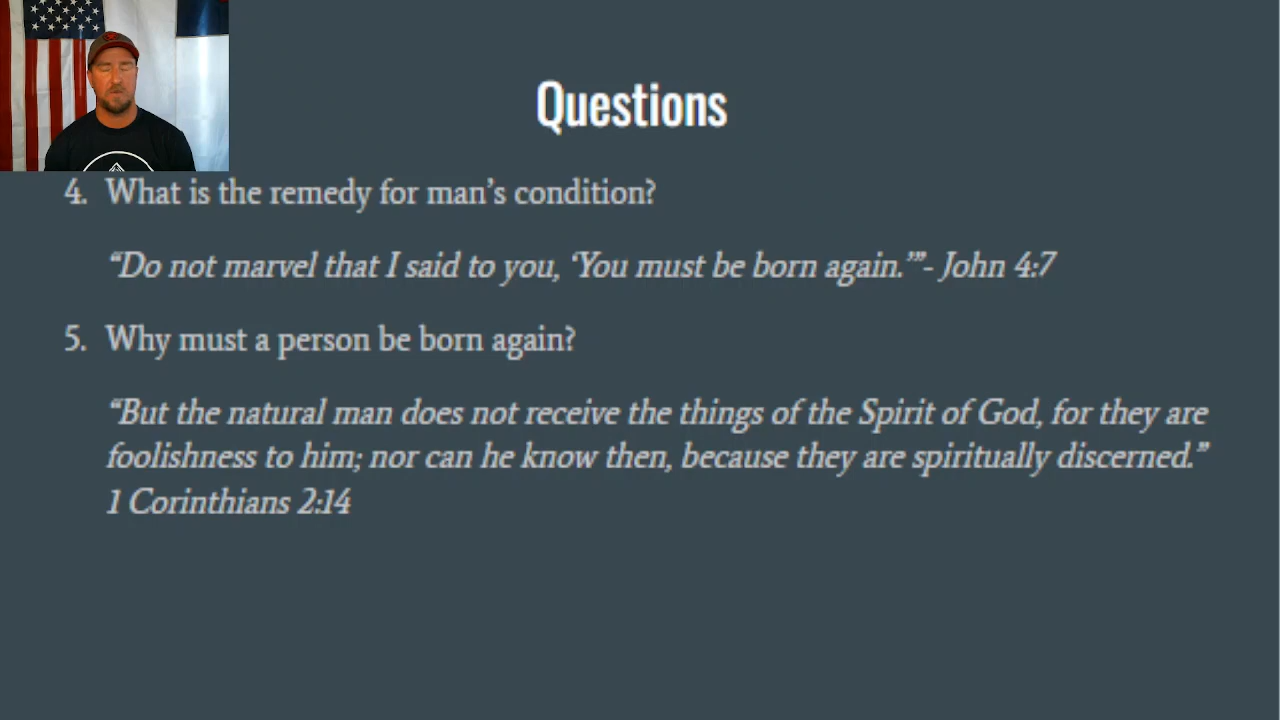 Questions
4. What is the remedy for man’s condition?
“Do not marvel that I said to you, ‘You must be born again.’”- John 4:7
5. Why must a person be born again?
“But the natural man does not receive the things of the Spirit of God, for they are
foolishness to him; nor can he know then, because they are spiritually discerned.”
1 Corinthians 2:14